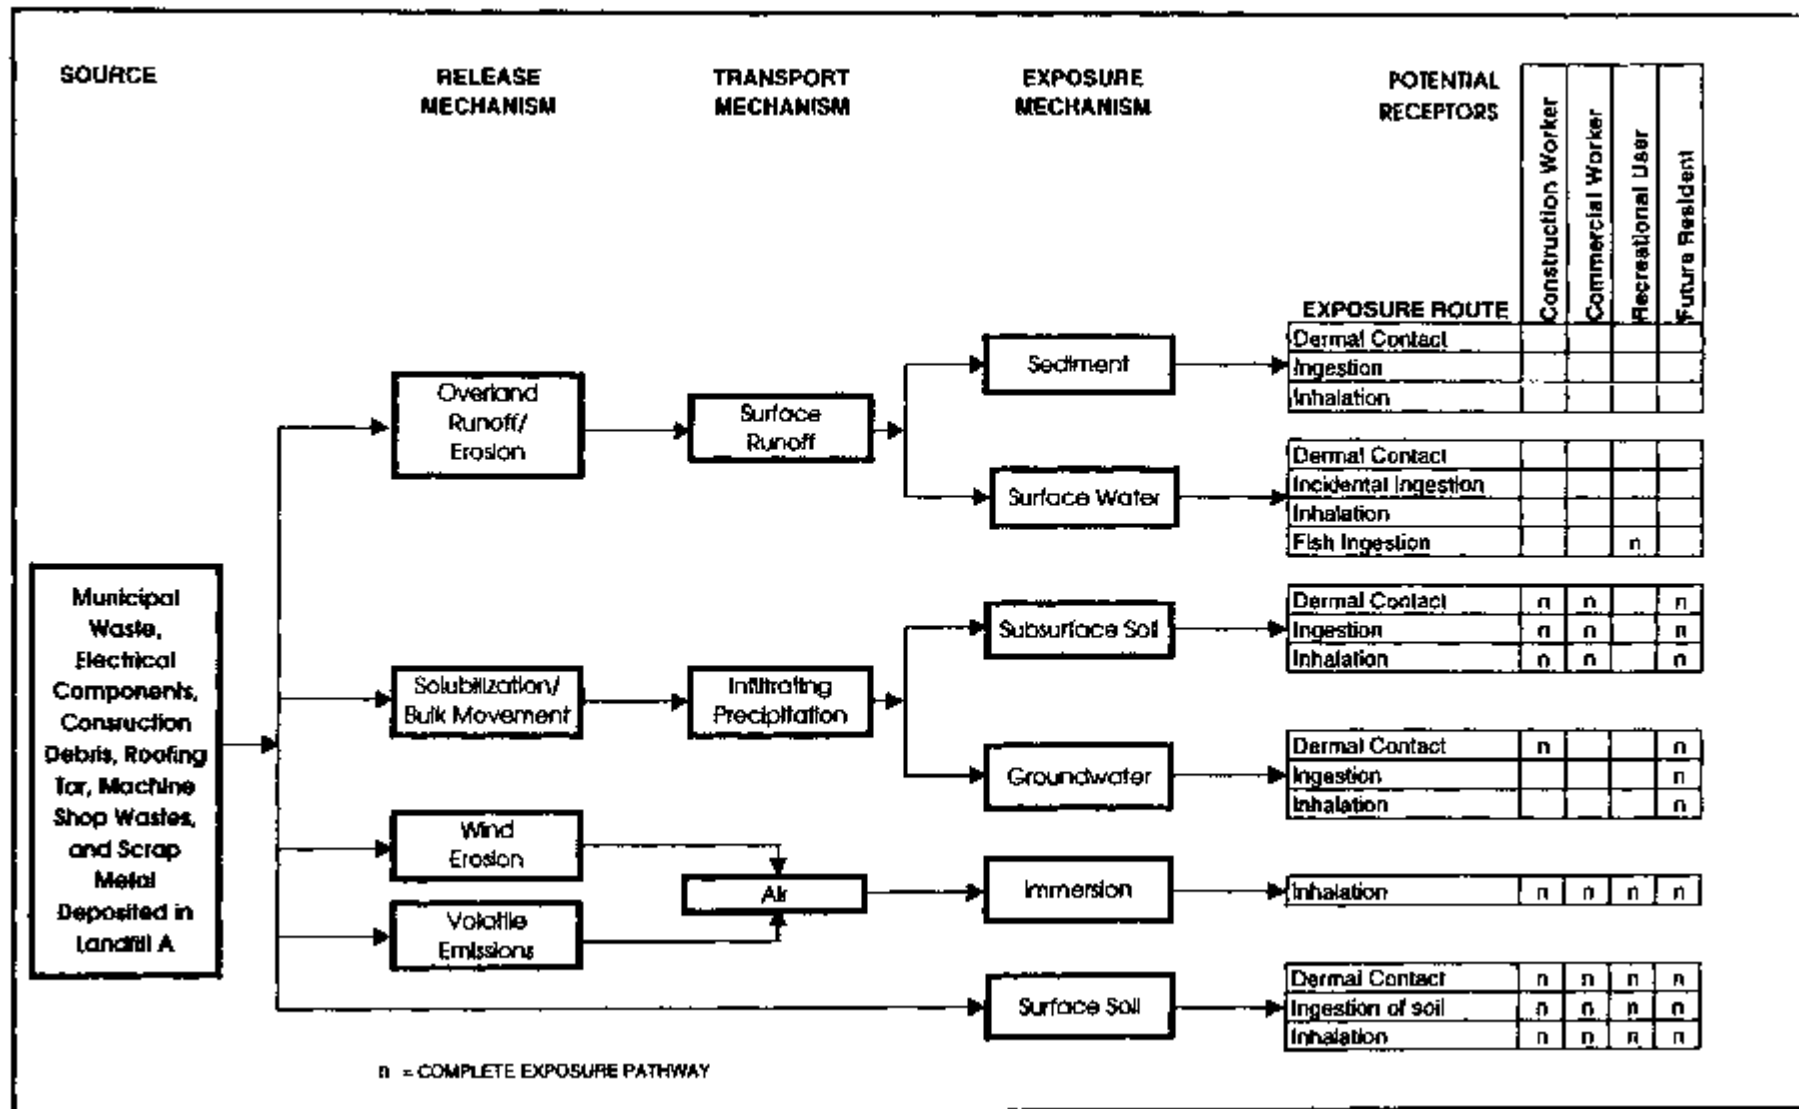 SOURCE
RELEASE
MECHANISM
TRANSPORT
MECHANISM
EXPOSURE
MECHANISM
POTENTIAL
RECEPTORS
Construction Worker
Commercial Worker
Recreational User
Future Resident
EXPOSURE ROUTE
Municipal
Waste,
Electrical
Components,
Consruction
Debris, Roofing
Tar, Machine
Shop Wastes,
and Scrap
Metal
Deposited in
Landfill A
Overland
Runoff/
Erosion
Surface
Runoff
Sediment
Dermal Contact
Ingestion
Inhalation
Surface Water
Dermal Contact
Incidental Ingestion
Inhalation
Fish Ingestion n
Solubilization/
Bulk Movement
Infiltrating
Precipitation
Subsurface Soil
Dermal Contact n n n
Ingestion n n n
Inhalation n n n
Groundwater
Dermal Contact n n
Ingestion n
Inhalation n
Wind
Erosion
Volatile
Emissions
Air
Immersion
Inhalation n n n n
Surface Soil
Dermal Contact n n n n
Ingestion of soil n n n n
Inhalation n n n n
n = COMPLETE EXPOSURE PATHWAY